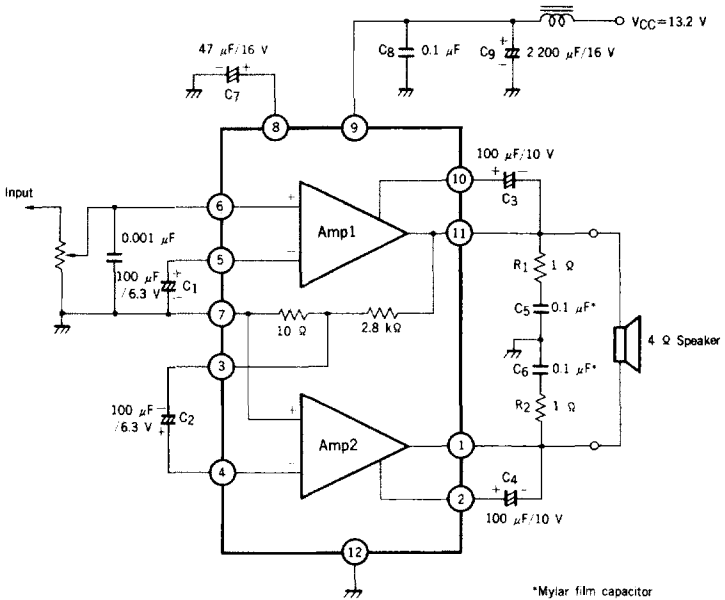 VCC=13.2 V
47 μF/16 V
C8 0.1 μF
C9 2 200 μF/16 V
C7
8
9
100 μF/10 V
10
C3
Input
6
Amp1
11
0.001 μF
5
R1 1 Ω
100 μF
/6.3 V
C1
7
10 Ω
2.8 kΩ
C5 0.1 μF*
4 Ω Speaker
3
C6 0.1 μF*
100 μF
/6.3 V
C2
R2 1 Ω
Amp2
1
4
C4
2
100 μF/10 V
12
*Mylar film capacitor